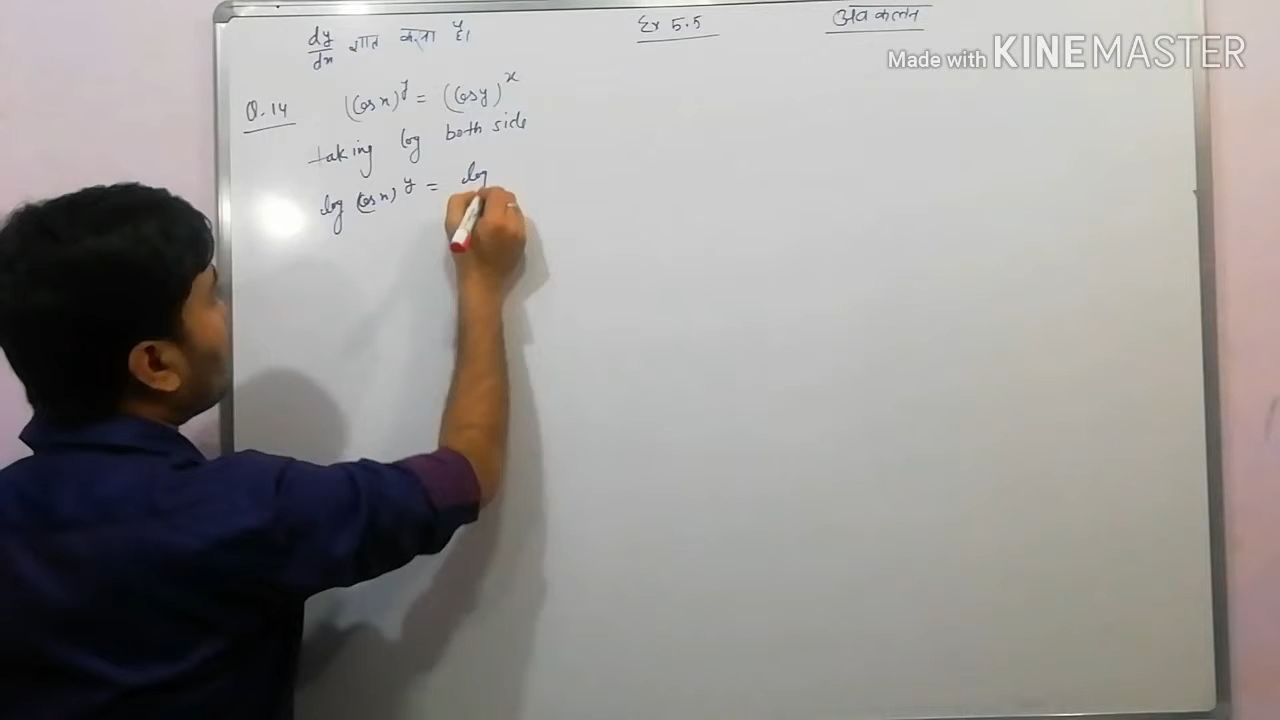 dy/dx ज्ञात करना है।
Ex 5.5
अवकलन
Made with KINEMASTER
Q.14 (Cos x)^y = (Cos y)^x
taking log both side
log (Cos x)^y = log